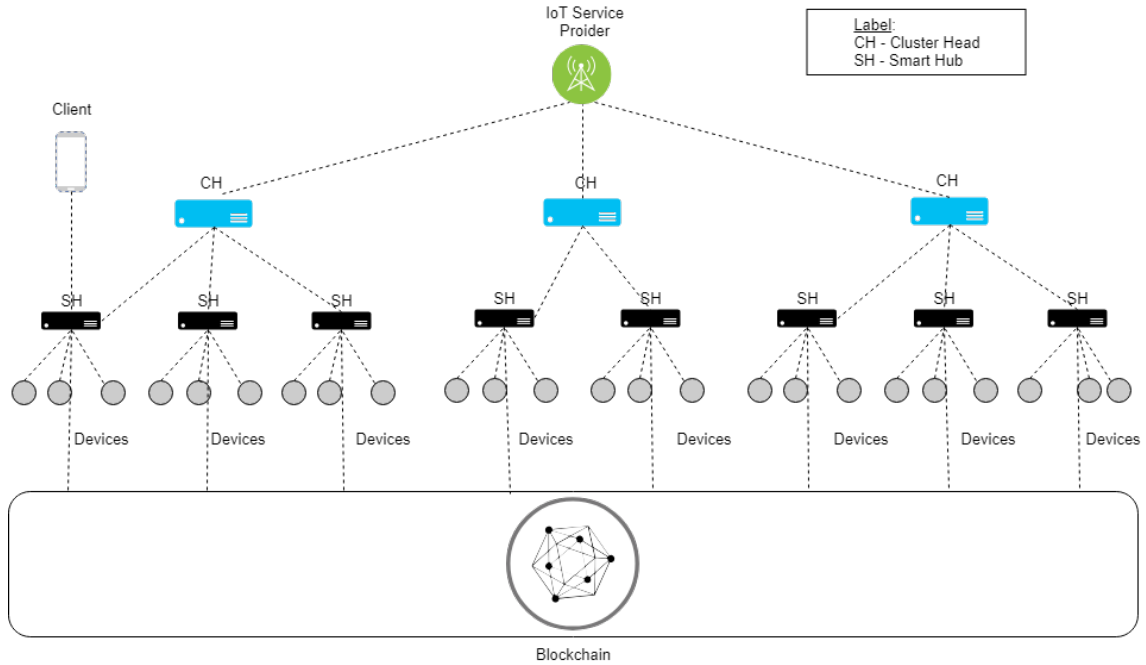 IoT Service
Proider
Label:
CH - Cluster Head
SH - Smart Hub
Client
CH
CH
CH
SH
SH
SH
SH
SH
SH
SH
SH
Devices
Devices
Devices
Devices
Devices
Devices
Devices
Devices
Blockchain